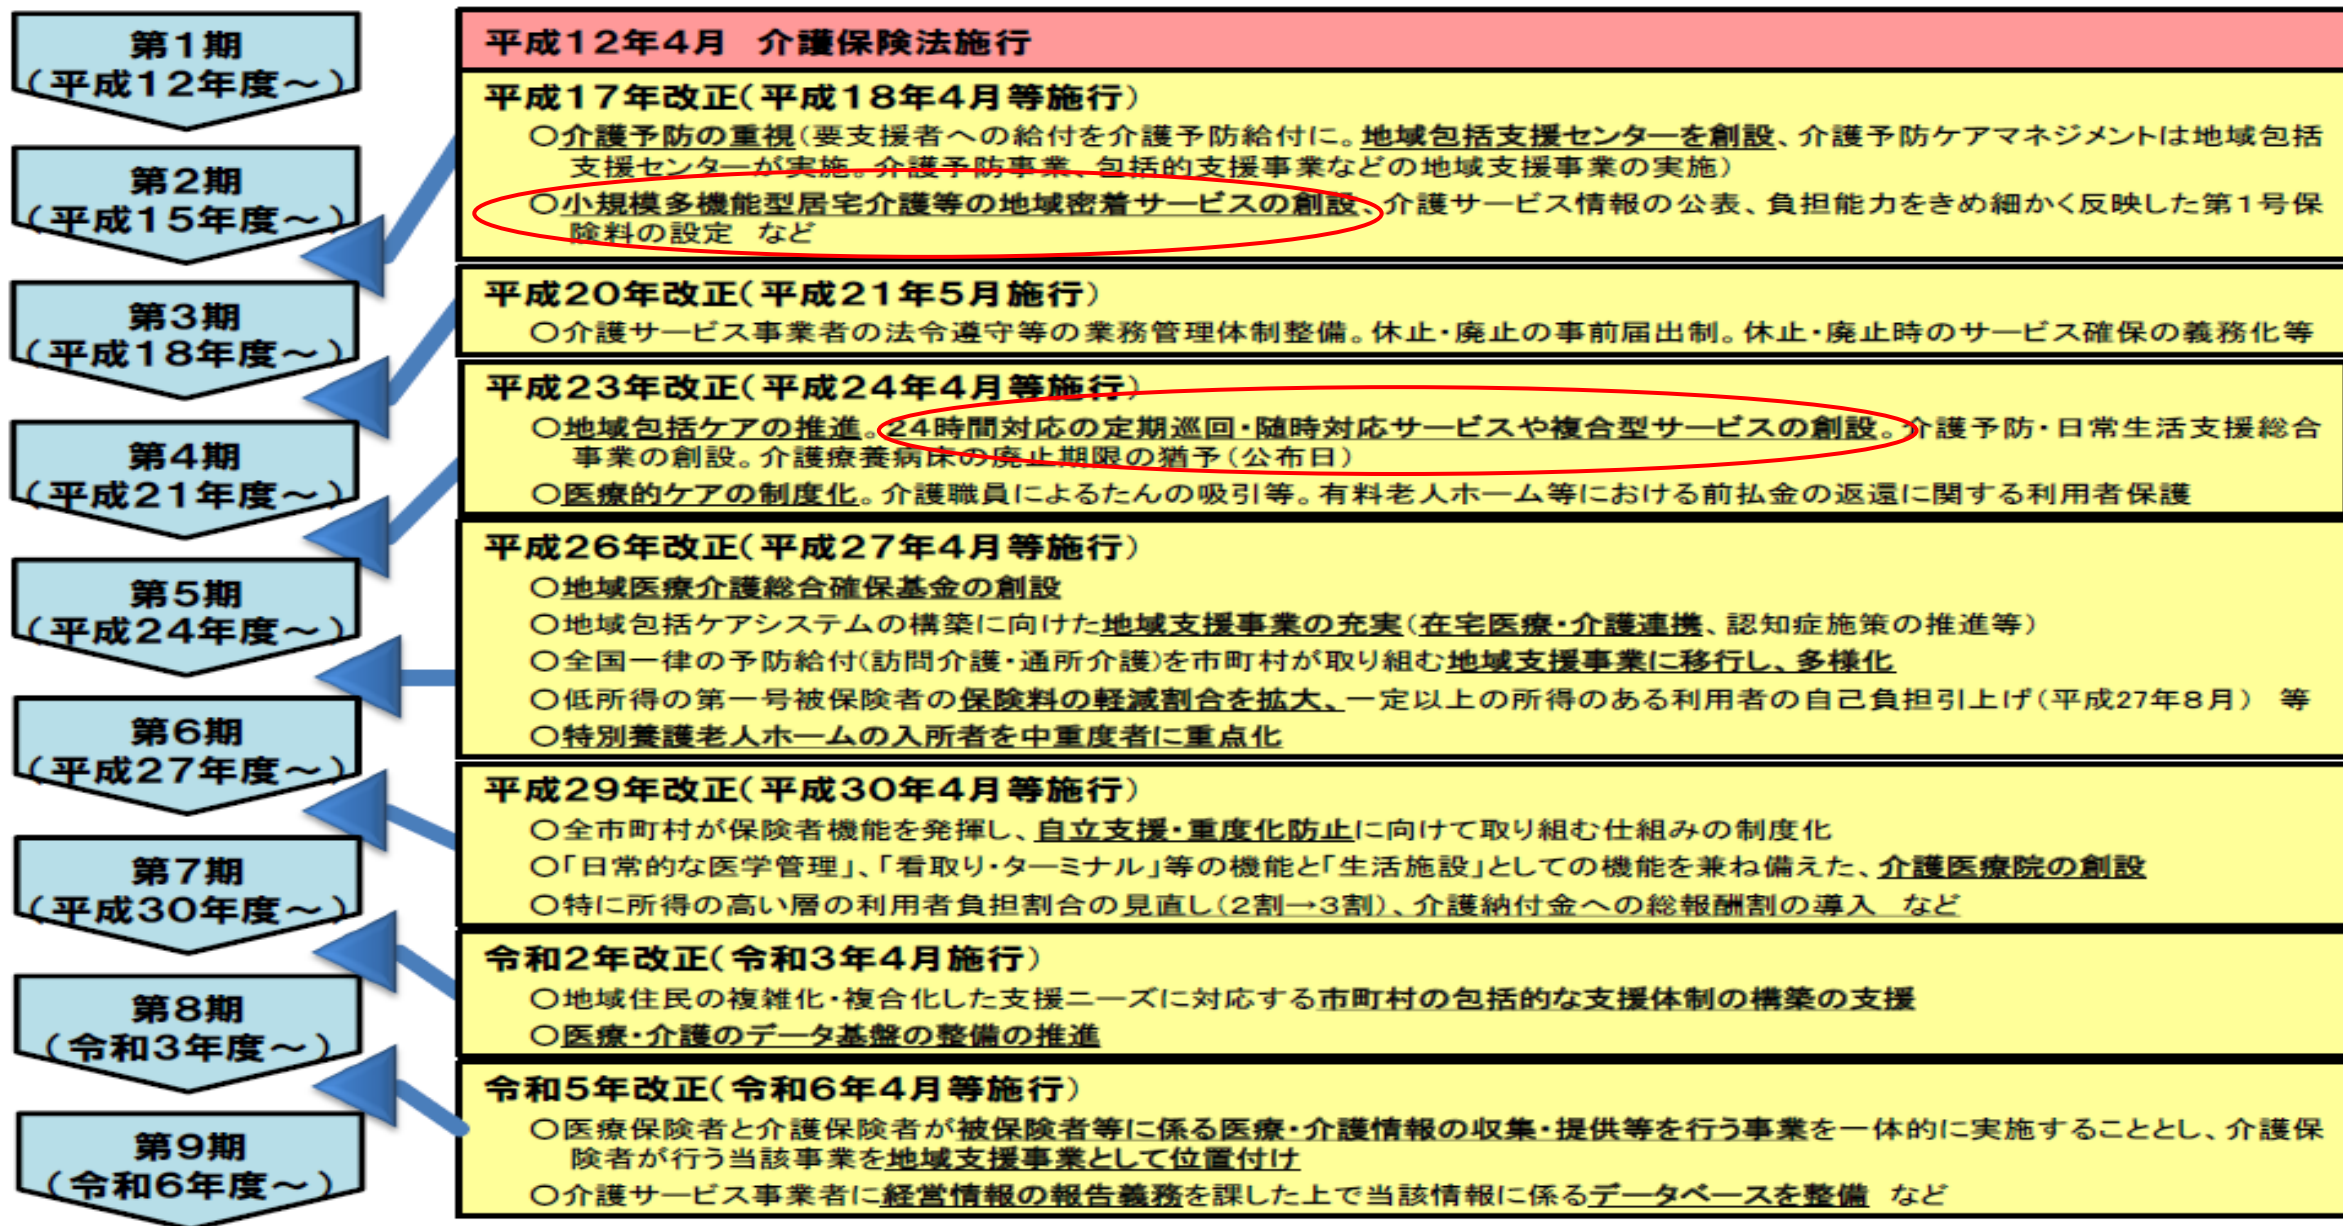 第1期
(平成12年度~)
第2期
(平成15年度~)
第3期
(平成18年度~)
第4期
(平成21年度~)
第5期
(平成24年度~)
第6期
(平成27年度~)
第7期
(平成30年度~)
第8期
(令和3年度~)
第9期
(令和6年度~)
平成12年4月 介護保険法施行
平成17年改正(平成18年4月等施行)
○介護予防の重視(要支援者への給付を介護予防給付に。地域包括支援センターを創設、介護予防ケアマネジメントは地域包括
支援センターが実施。介護予防事業、包括的支援事業などの地域支援事業の実施)
○小規模多機能型居宅介護等の地域密着サービスの創設、介護サービス情報の公表、負担能力をきめ細かく反映した第1号保
険料の設定 など
平成20年改正(平成21年5月施行)
○介護サービス事業者の法令遵守等の業務管理体制整備。休止・廃止の事前届出制。休止・廃止時のサービス確保の義務化等
平成23年改正(平成24年4月等施行)
○地域包括ケアの推進。24時間対応の定期巡回・随時対応サービスや複合型サービスの創設。介護予防・日常生活支援総合
事業の創設。介護療養病床の廃止期限の猶予(公布日)
○医療的ケアの制度化。介護職員によるたんの吸引等。有料老人ホーム等における前払金の返還に関する利用者保護
平成26年改正(平成27年4月等施行)
○地域医療介護総合確保基金の創設
○地域包括ケアシステムの構築に向けた地域支援事業の充実(在宅医療・介護連携、認知症施策の推進等)
○全国一律の予防給付(訪問介護・通所介護)を市町村が取り組む地域支援事業に移行し、多様化
○低所得の第一号被保険者の保険料の軽減割合を拡大、一定以上の所得のある利用者の自己負担引上げ(平成27年8月) 等
○特別養護老人ホームの入所者を中重度者に重点化
平成29年改正(平成30年4月等施行)
○全市町村が保険者機能を発揮し、自立支援・重度化防止に向けて取り組む仕組みの制度化
○「日常的な医学管理」、「看取り・ターミナル」等の機能と「生活施設」としての機能を兼ね備えた、介護医療院の創設
○特に所得の高い層の利用者負担割合の見直し(2割→3割)、介護納付金への総報酬割の導入 など
令和2年改正(令和3年4月施行)
○地域住民の複雑化・複合化した支援ニーズに対応する市町村の包括的な支援体制の構築の支援
○医療・介護のデータ基盤の整備の推進
令和5年改正(令和6年4月等施行)
○医療保険者と介護保険者が被保険者等に係る医療・介護情報の収集・提供等を行う事業を一体的に実施することとし、介護保
険者が行う当該事業を地域支援事業として位置付け
○介護サービス事業者に経営情報の報告義務を課した上で当該情報に係るデータベースを整備 など